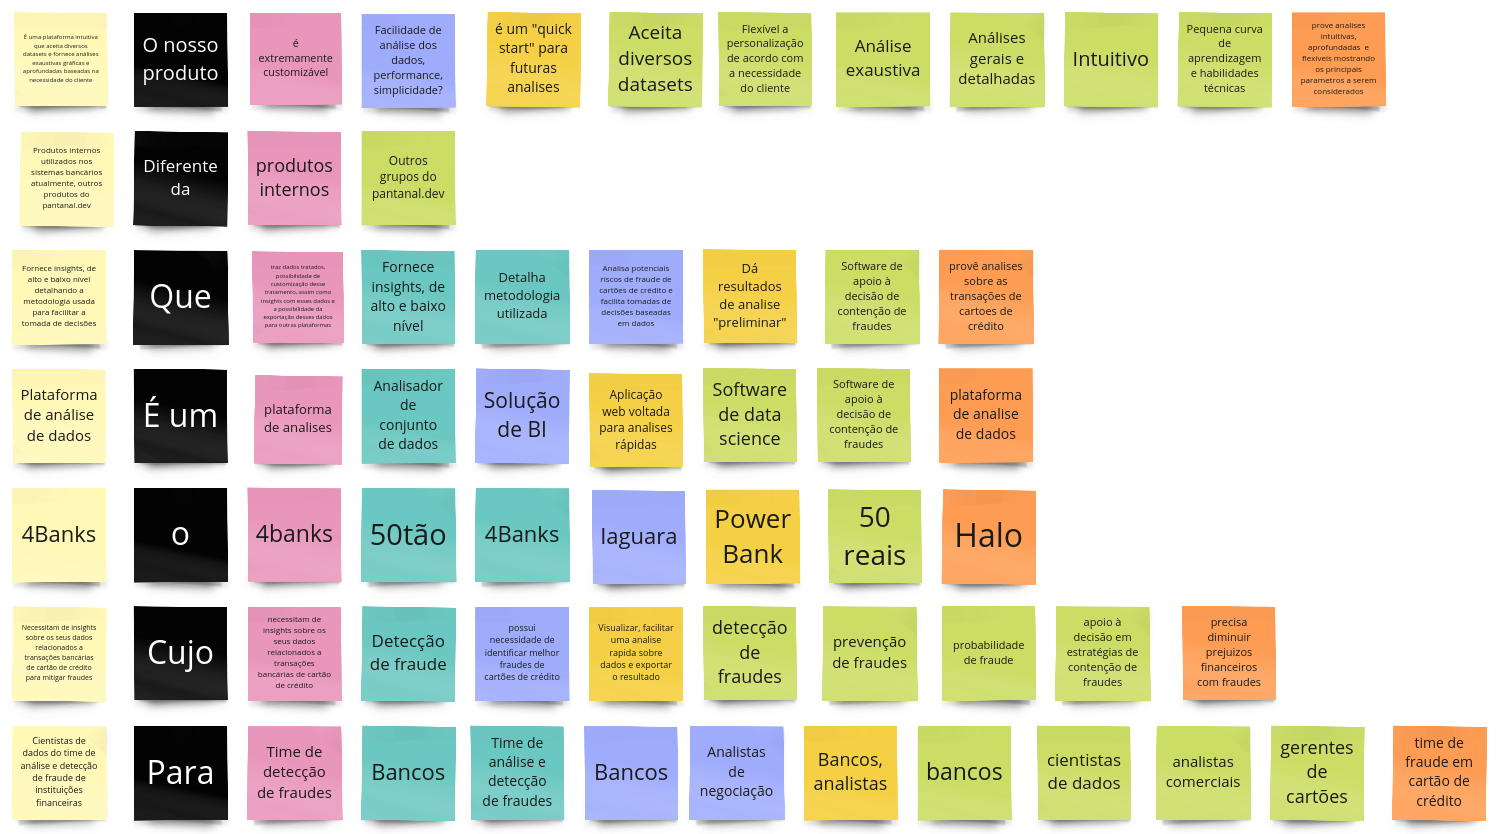 É uma plataforma intuitiva
que aceita diversos
datasets e fornece análises
exaustivas gráficas e
aprofundadas baseadas na
necessidade do cliente
O nosso
produto
é
extremamente
customizável
Facilidade de
análise dos
dados,
performance,
simplicidade?
é um "quick
start" para
futuras
analises
Aceita
diversos
datasets
Flexível a
personalização
de acordo com
a necessidade
do cliente
Análise
exaustiva
Análises
gerais e
detalhadas
Intuitivo
Pequena curva
de
aprendizagem
e habilidades
técnicas
prove analises
intuitivas,
aprofundadas e
flexiveis mostrando
os principais
parametros a serem
considerados
Produtos internos
utilizados nos
sistemas bancários
atualmente, outros
produtos do
pantanal.dev
Diferente
da
produtos
internos
Outros
grupos do
pantanal.dev
Fornece insights, de
alto e baixo nível
detalhando a
metodologia usada
para facilitar a
tomada de decisões
Que
traz dados tratados,
possibilidade de
customização desse
tratamento, assim como
insights com esses dados e
a possibilidade da
exportação desses dados
para outras plataformas
Fornece
insights, de
alto e baixo
nível
Detalha
metodologia
utilizada
Analisa potenciais
riscos de fraude de
cartões de crédito e
facilita tomadas de
decisões baseadas
em dados
Dá
resultados
de analise
"preliminar"
Software de
apoio à
decisão de
contenção de
fraudes
provê analises
sobre as
transações de
cartoes de
crédito
Plataforma
de análise
de dados
É um
plataforma
de analises
Analisador
de
conjunto
de dados
Solução
de BI
Aplicação
web voltada
para analises
rápidas
Software
de data
science
Software de
apoio à
decisão de
contenção de
fraudes
plataforma
de analise
de dados
4Banks
o
4banks
50tão
4Banks
Iaguara
Power
Bank
50
reais
Halo
Necessitam de insights
sobre os seus dados
relacionados a
transações bancárias
de cartão de crédito
para mitigar fraudes
Cujo
necessitam de
insights sobre os
seus dados
relacionados a
transações
bancárias de cartão
de crédito
Detecção
de fraude
possui
necessidade de
identificar melhor
fraudes de
cartões de crédito
Visualizar, facilitar
uma analise
rapida sobre
dados e exportar
o resultado
detecção
de
fraudes
prevenção
de fraudes
probabilidade
de fraude
apoio à
decisão em
estratégias de
contenção de
fraudes
precisa
diminuir
prejuizos
financeiros
com fraudes
Cientistas de
dados do time de
análise e detecção
de fraude de
instituições
financeiras
Para
Time de
detecção
de fraudes
Bancos
Time de
análise e
detecção
de fraudes
Bancos
Analistas
de
negociação
Bancos,
analistas
bancos
cientistas
de dados
analistas
comerciais
gerentes
de
cartões
time de
fraude em
cartão de
crédito